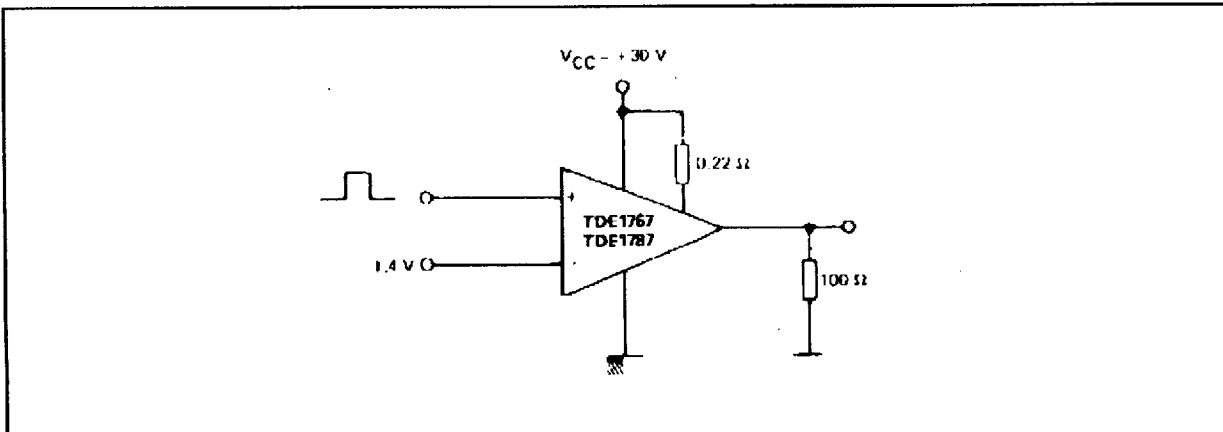 VCC - +30 V
0.22 Ω
+
TDE1767
TDE1787
1.4 V
-
100 Ω